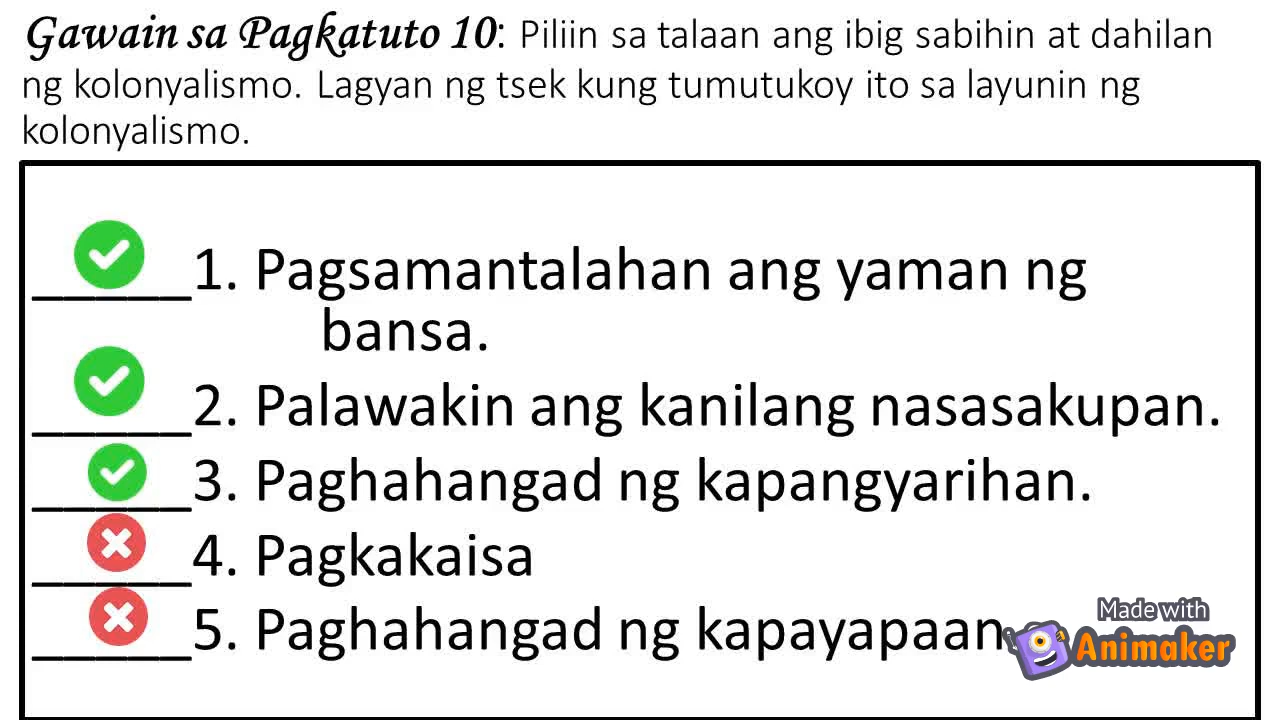 Gawain sa Pagkatuto 10: Piliin sa talaan ang ibig sabihin at dahilan
ng kolonyalismo. Lagyan ng tsek kung tumutukoy ito sa layunin ng
kolonyalismo.
______1. Pagsamantalahan ang yaman ng
bansa.
______2. Palawakin ang kanilang nasasakupan.
______3. Paghahangad ng kapangyarihan.
______4. Pagkakaisa
______5. Paghahangad ng kapayapaan.
Made with
Animaker